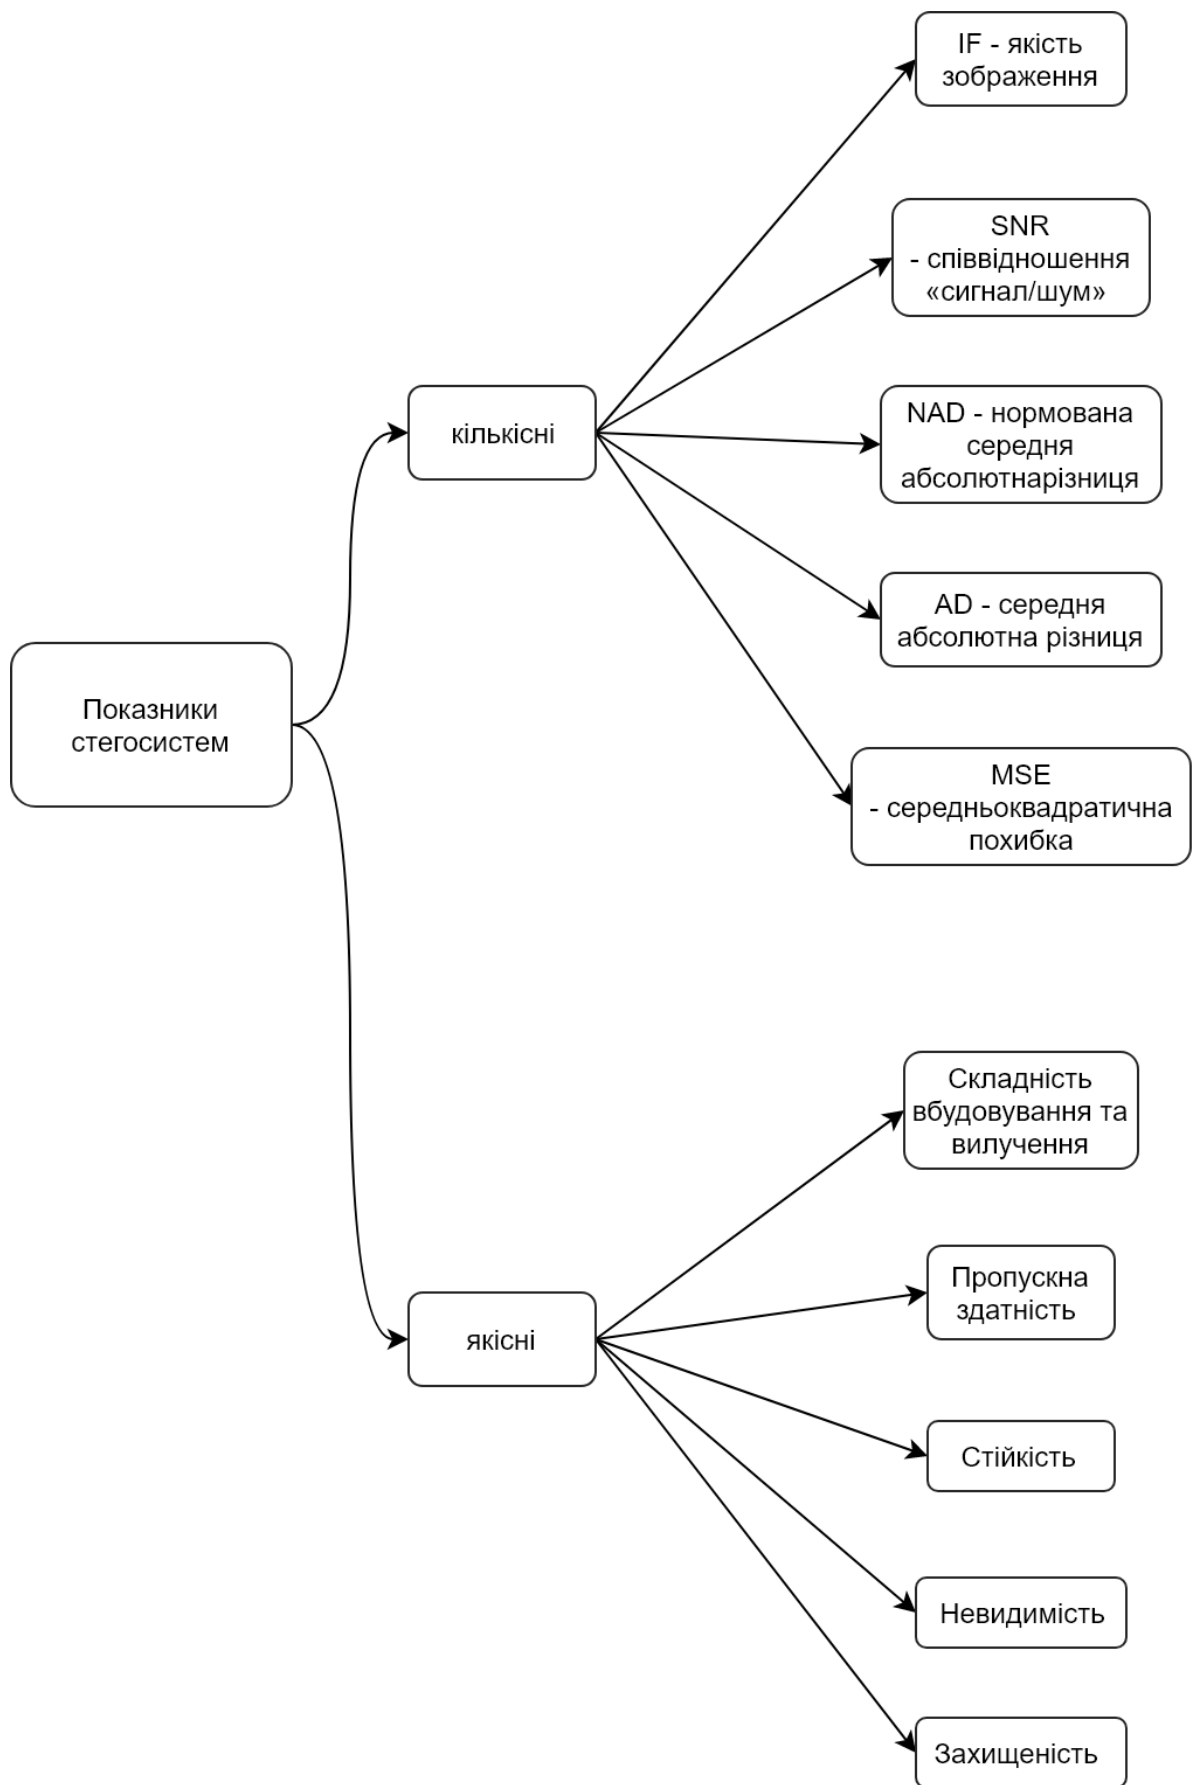 Показники
стегосистем
кількісні
IF - якість
зображення
SNR
- співвідношення
«сигнал/шум»
NAD - нормована
середня
абсолютнарізниця
AD - середня
абсолютна різниця
MSE
- середньоквадратична
похибка
якісні
Складність
вбудовування та
вилучення
Пропускна
здатність
Стійкість
Невидимість
Захищеність